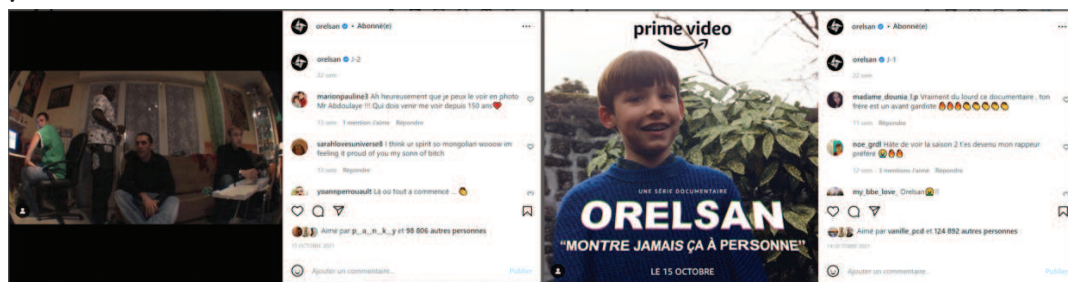 orelsan • Abonné(e)
orelsan J-2
22 sem
marionpauline3 Ah heureusement que je peux le voir en photo
Mr Abdoulaye !!! Qui dois venir me voir depuis 150 ans❤️
13 sem 1 mention J'aime Répondre
sarahlovesuniverse8 I think ur spirit so mongolian wooow im
feeling it proud of you my sonn of bitch
13 sem Répondre
yoannperrouault La où tout a commencé ...
Aimé par p_a_n_k_y et 98 806 autres personnes
13 OCTOBRE 2021
Ajouter un commentaire...
Publier
prime video
UNE SÉRIE DOCUMENTAIRE
ORELSAN
"MONTRE JAMAIS ÇA À PERSONNE"
LE 15 OCTOBRE
orelsan • Abonné(e)
orelsan J-1
22 sem
madame_dounia_l.p Vraiment du lourd ce documentaire , ton
frère est un avant gardiste 🔥🔥🔥👏👏👏👏👏
11 sem Répondre
noe_grdl Hâte de voir la saison 2 t'es devenu mon rappeur
préféré 😭🔥🔥
12 sem 3 mentions J'aime Répondre
my_bbe_love_ Orelsan😭!!
Aimé par vanille_pcd et 124 892 autres personnes
14 OCTOBRE 2021
Ajouter un commentaire...
Publier